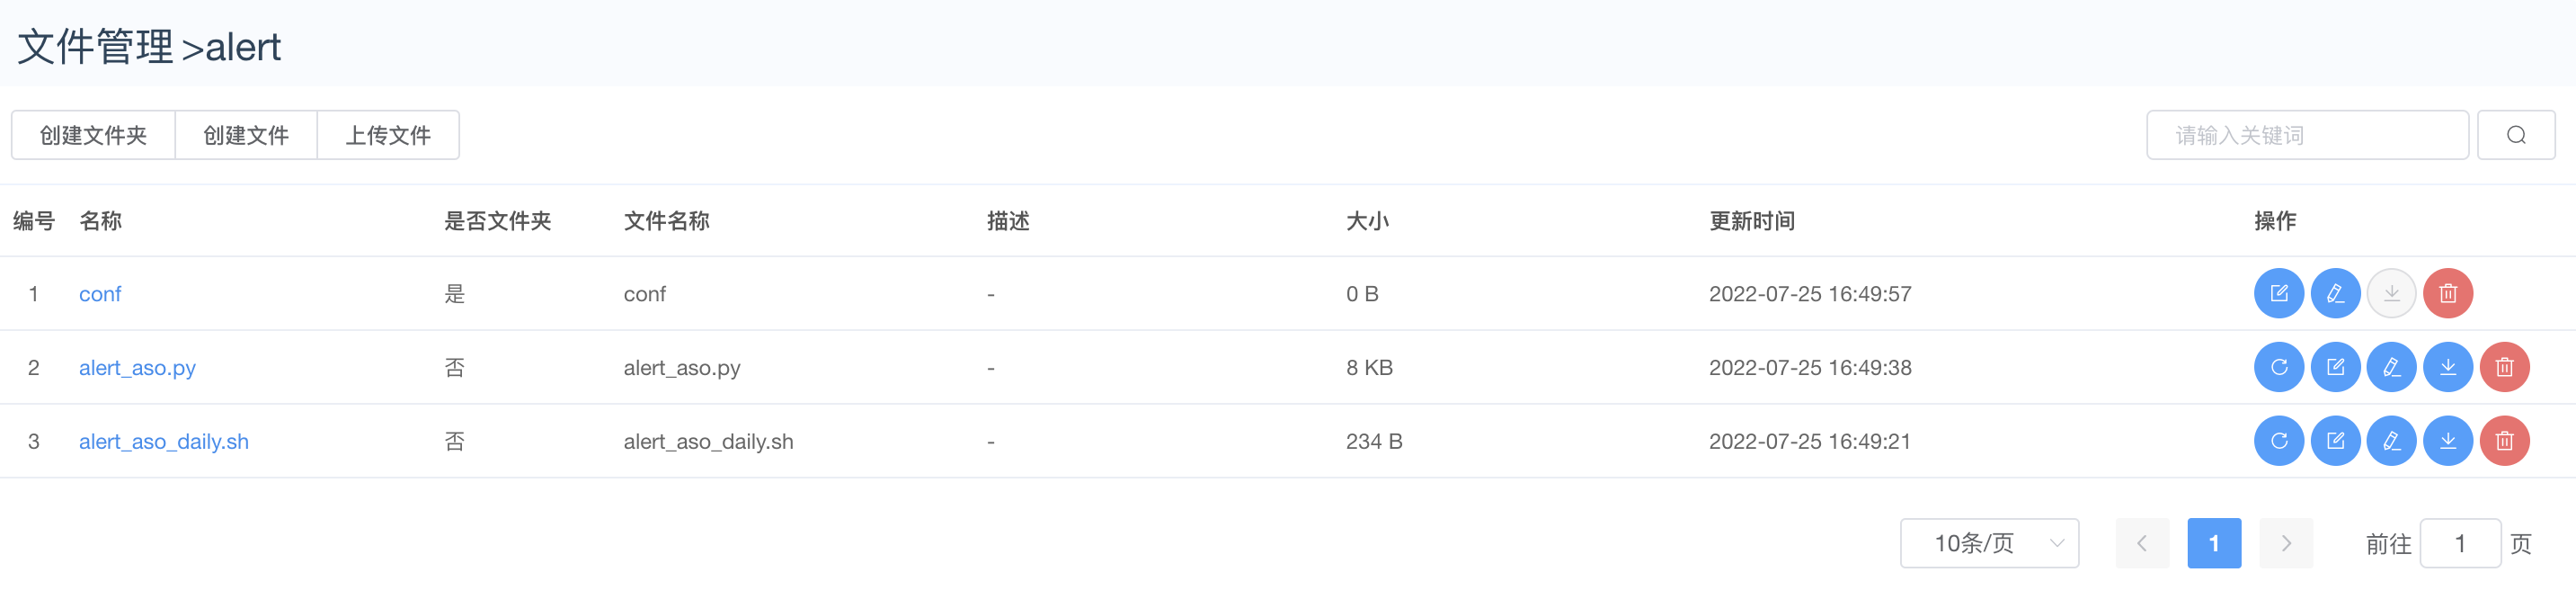 文件管理 >alert
创建文件夹 创建文件 上传文件 请输入关键词
编号 名称 是否文件夹 文件名称 描述 大小 更新时间 操作
1 conf 是 conf - 0 B 2022-07-25 16:49:57
2 alert_aso.py 否 alert_aso.py - 8 KB 2022-07-25 16:49:38
3 alert_aso_daily.sh 否 alert_aso_daily.sh - 234 B 2022-07-25 16:49:21
10条/页 1 前往 1 页